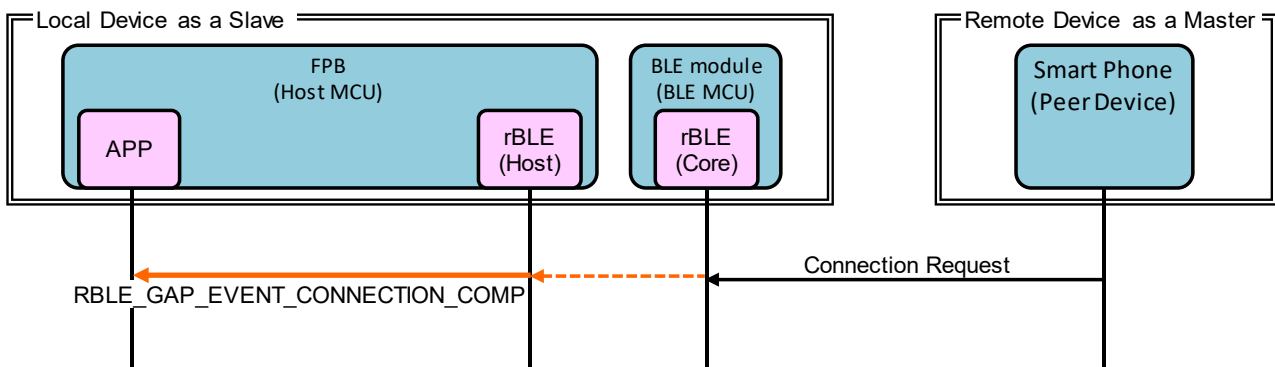 Local Device as a Slave
Remote Device as a Master
FPB
(Host MCU)
BLE module
(BLE MCU)
Smart Phone
(Peer Device)
APP
rBLE
(Host)
rBLE
(Core)
Connection Request
RBLE_GAP_EVENT_CONNECTION_COMP